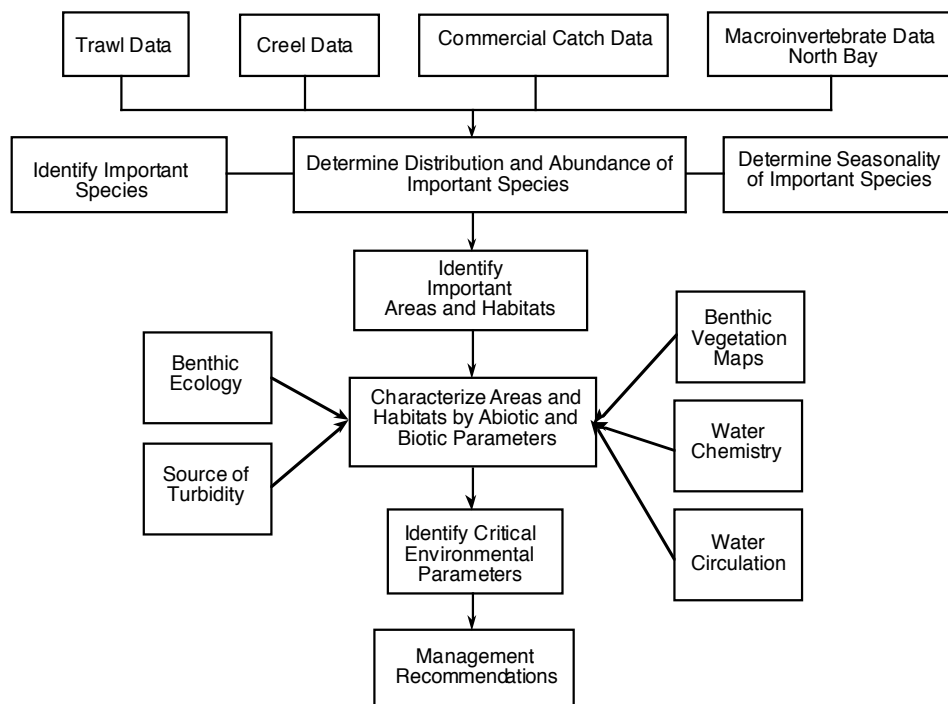 Trawl Data
Creel Data
Commercial Catch Data
Macroinvertebrate Data
North Bay
Identify Important
Species
Determine Distribution and Abundance of
Important Species
Determine Seasonality
of Important Species
Identify
Important
Areas and Habitats
Benthic
Ecology
Benthic
Vegetation
Maps
Characterize Areas and
Habitats by Abiotic and
Biotic Parameters
Source of
Turbidity
Water
Chemistry
Identify Critical
Environmental
Parameters
Water
Circulation
Management
Recommendations